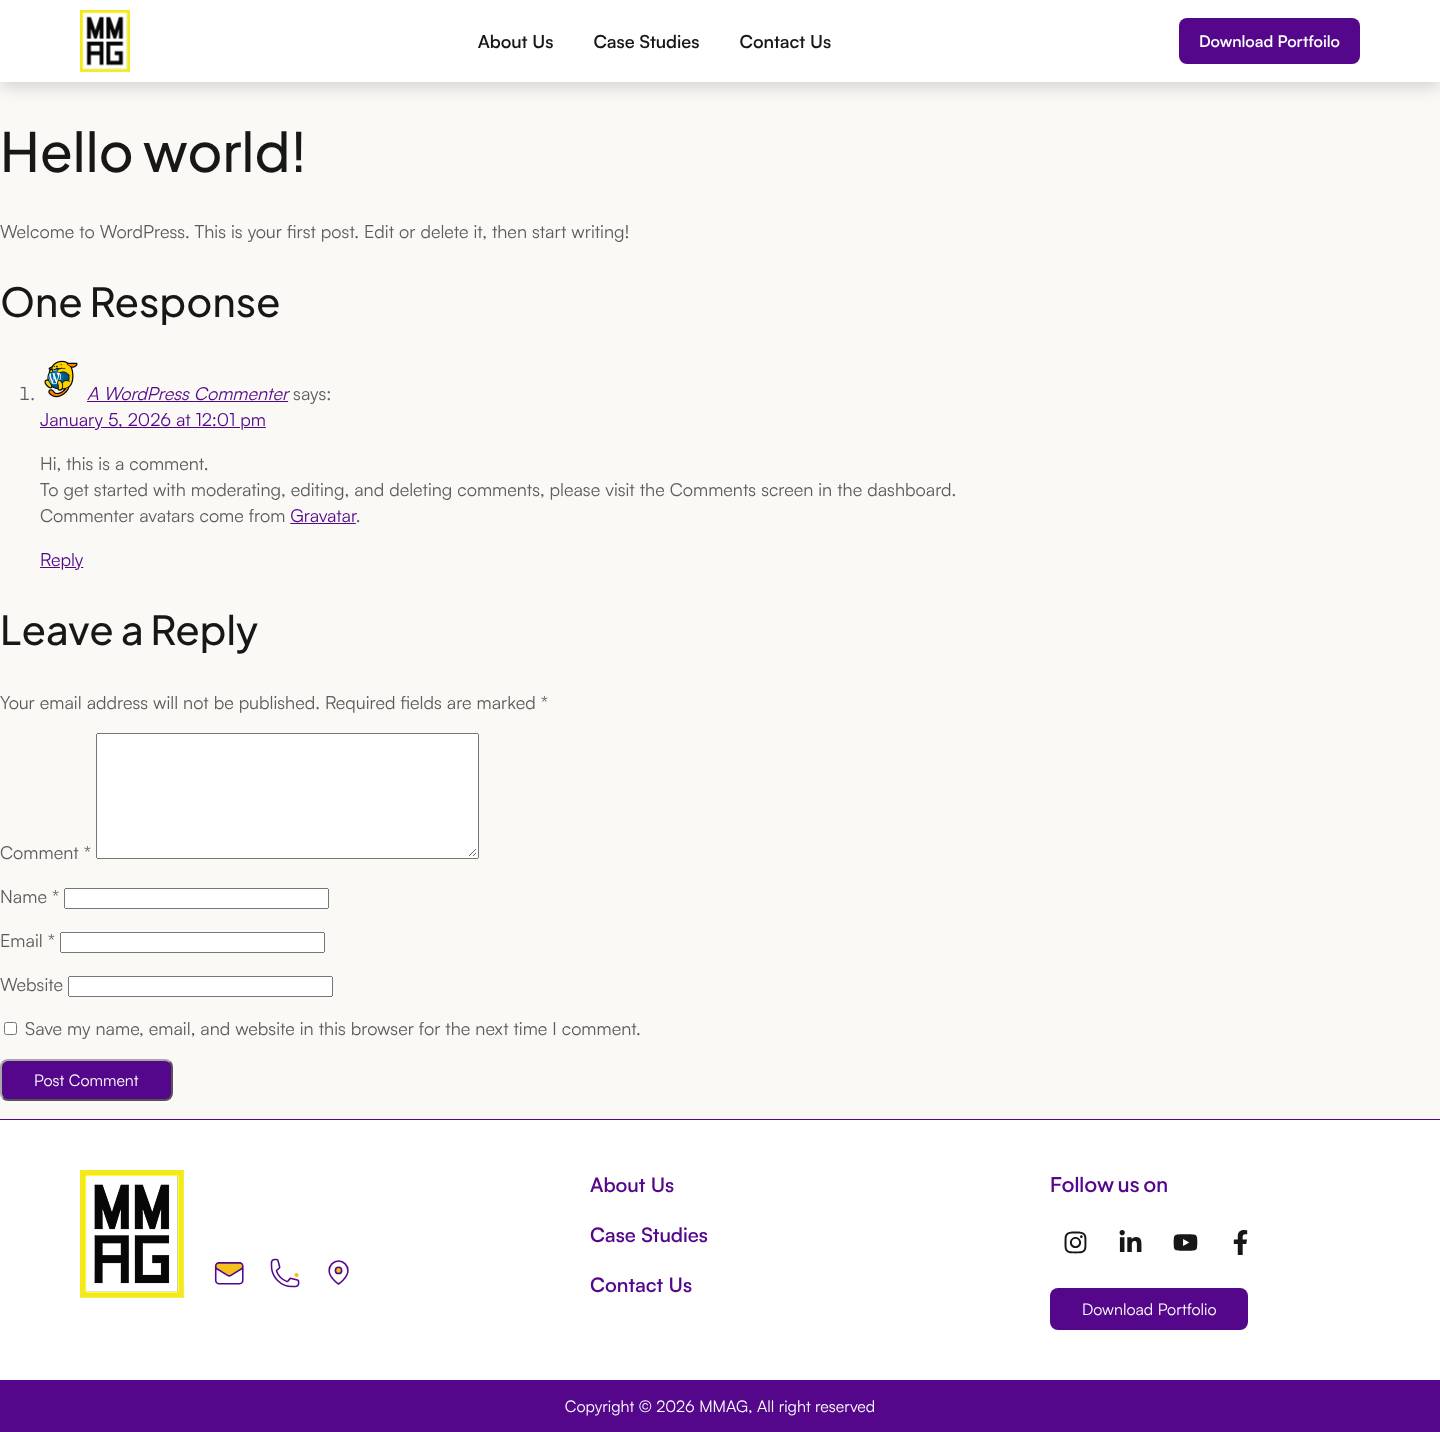 MM
AG
About Us
Case Studies
Contact Us
Download Portfoilo
Hello world!
Welcome to WordPress. This is your first post. Edit or delete it, then start writing!
One Response
1. A WordPress Commenter says:
January 5, 2026 at 12:01 pm
Hi, this is a comment.
To get started with moderating, editing, and deleting comments, please visit the Comments screen in the dashboard.
Commenter avatars come from Gravatar.
Reply
Leave a Reply
Your email address will not be published. Required fields are marked *
Comment *
Name *
Email *
Website
Save my name, email, and website in this browser for the next time I comment.
Post Comment
MM
AG
About Us
Case Studies
Contact Us
Follow us on
Download Portfolio
Copyright © 2026 MMAG, All right reserved